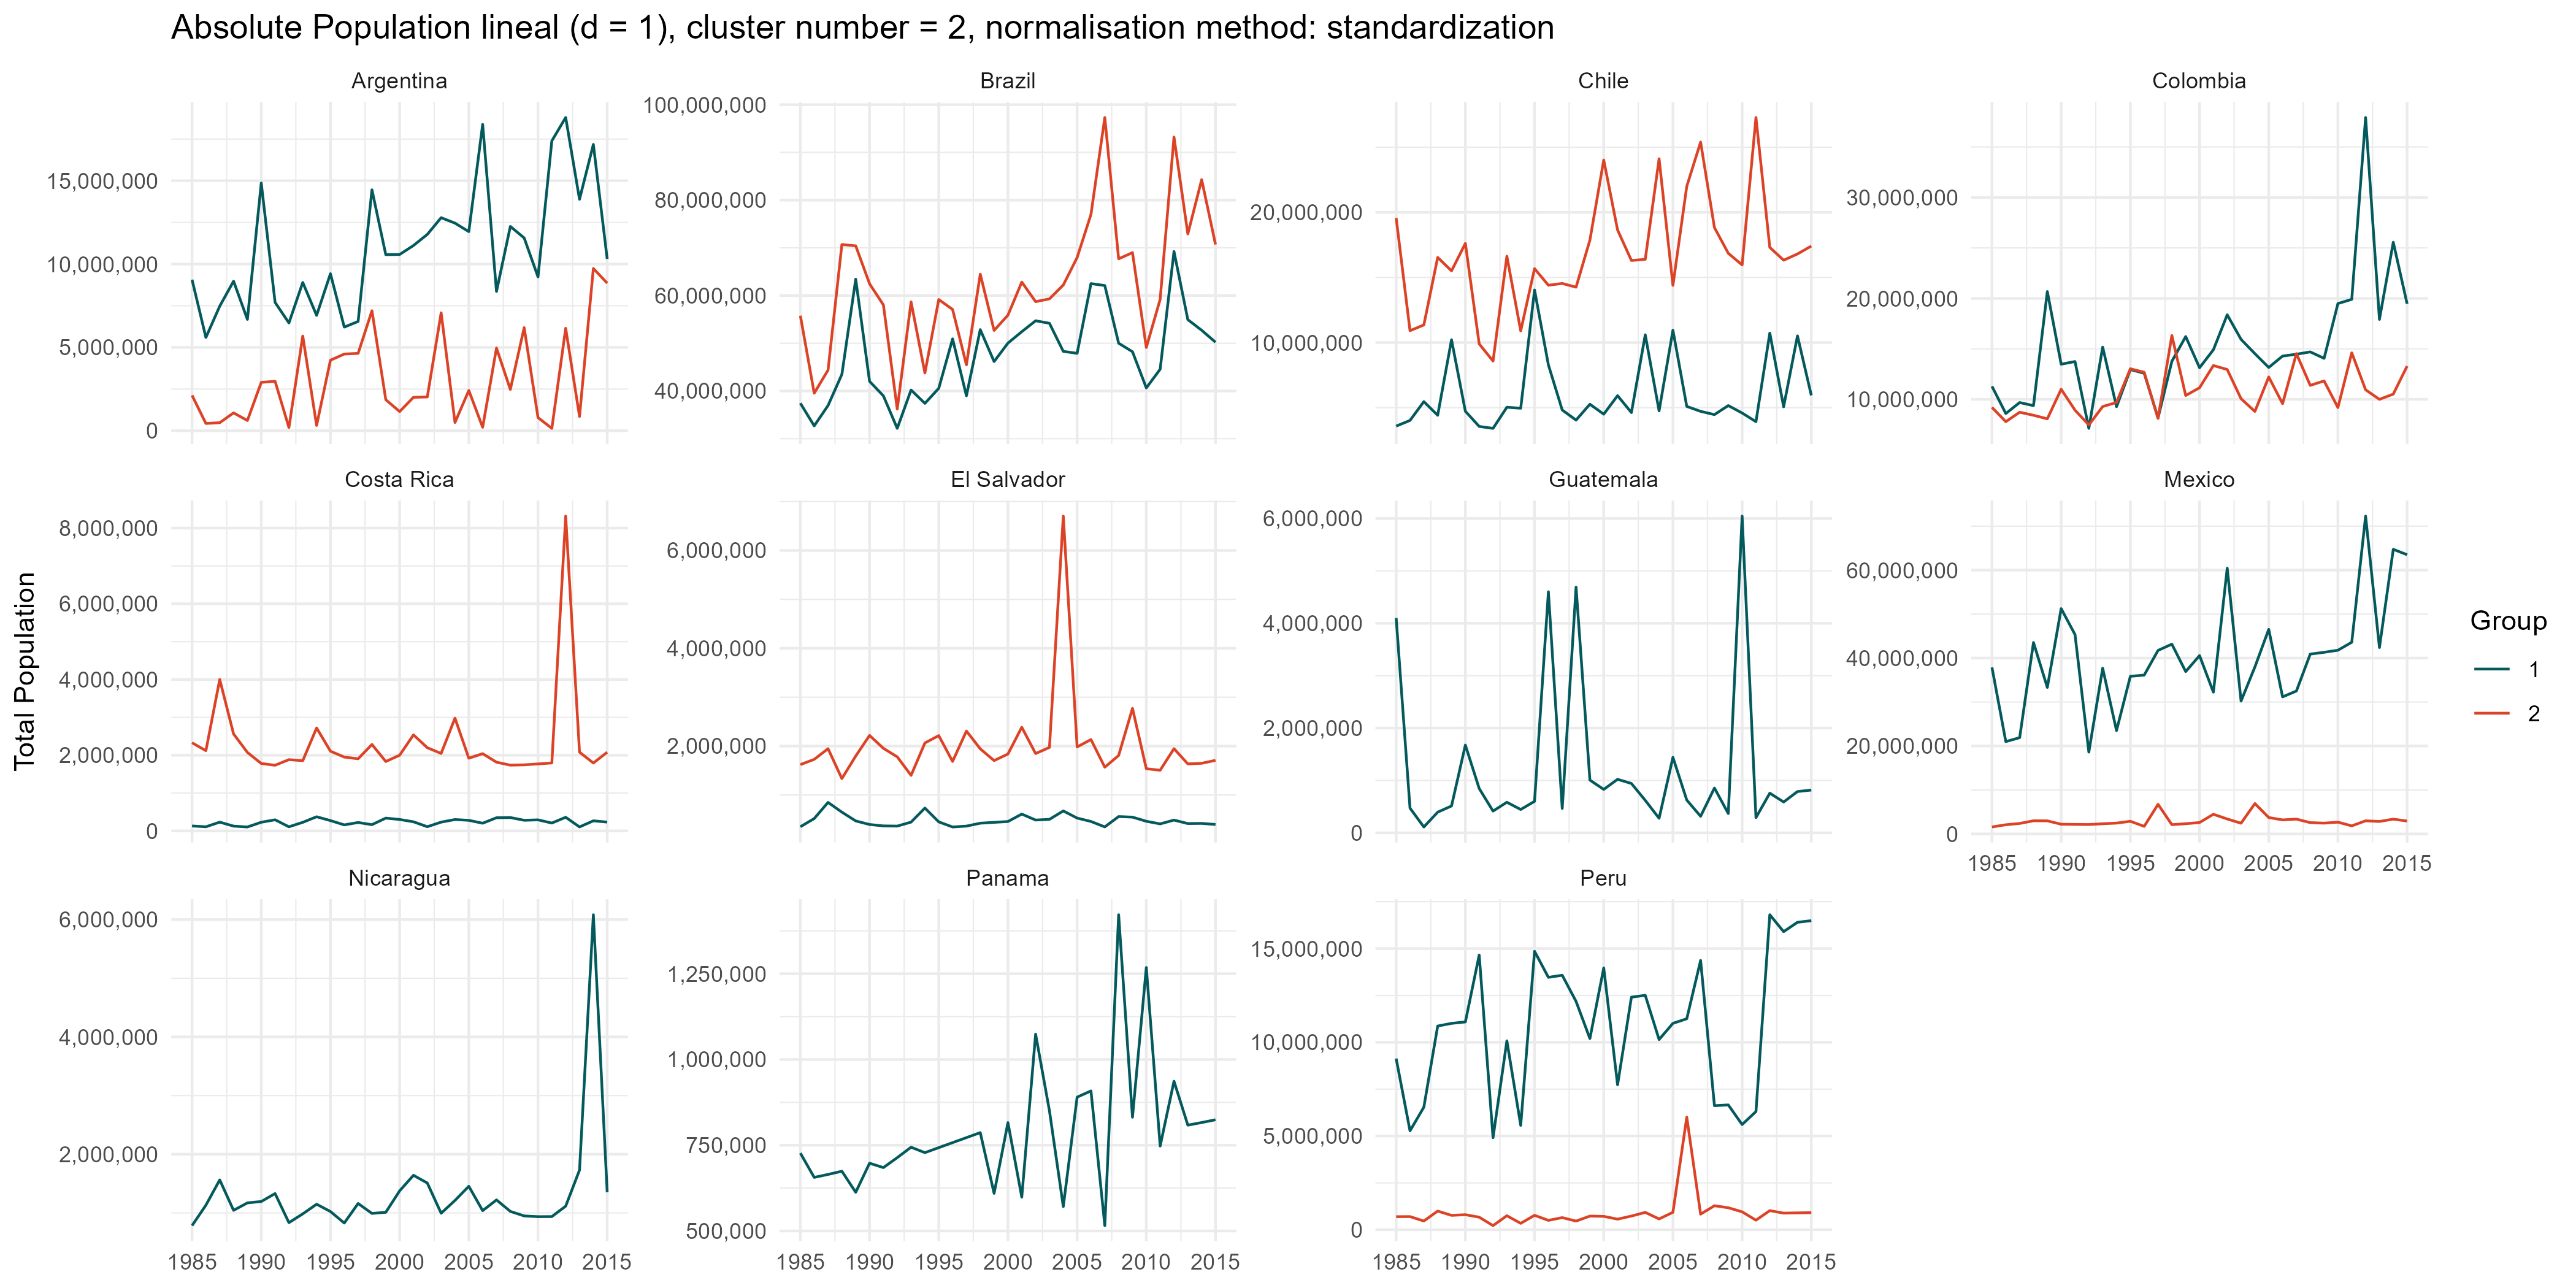 Absolute Population lineal (d = 1), cluster number = 2, normalisation method: standardization
Argentina
Brazil
Chile
Colombia
15,000,000
10,000,000
5,000,000
0
100,000,000
80,000,000
60,000,000
40,000,000
20,000,000
10,000,000
30,000,000
20,000,000
10,000,000
Costa Rica
El Salvador
Guatemala
Mexico
8,000,000
6,000,000
4,000,000
2,000,000
0
6,000,000
4,000,000
2,000,000
6,000,000
4,000,000
2,000,000
0
60,000,000
40,000,000
20,000,000
0
1985 1990 1995 2000 2005 2010 2015
Total Population
Group
1
2
Nicaragua
Panama
Peru
6,000,000
4,000,000
2,000,000
1,250,000
1,000,000
750,000
500,000
15,000,000
10,000,000
5,000,000
0
1985 1990 1995 2000 2005 2010 2015
1985 1990 1995 2000 2005 2010 2015
1985 1990 1995 2000 2005 2010 2015